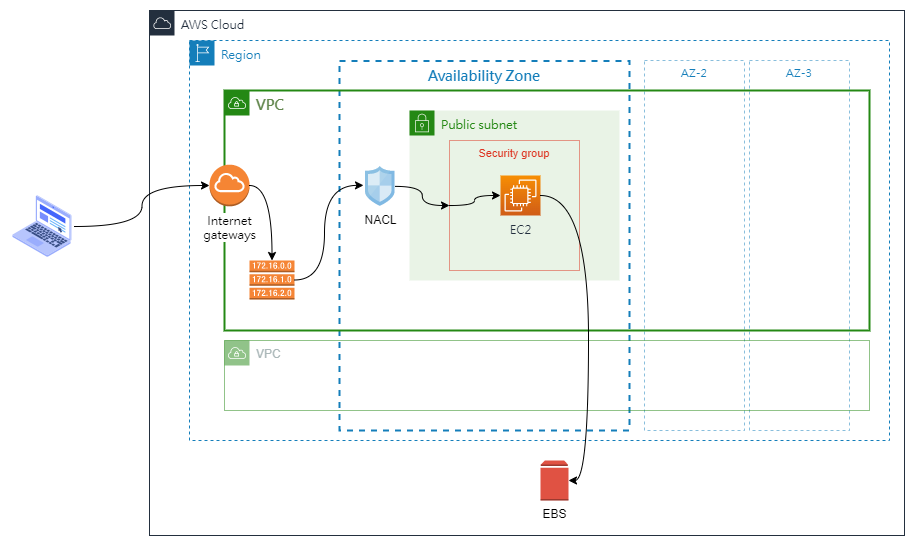 AWS Cloud
Region
Availability Zone
AZ-2
AZ-3
VPC
Public subnet
Security group
NACL
EC2
Internet
gateways
172.16.0.0
172.16.1.0
172.16.2.0
VPC
EBS